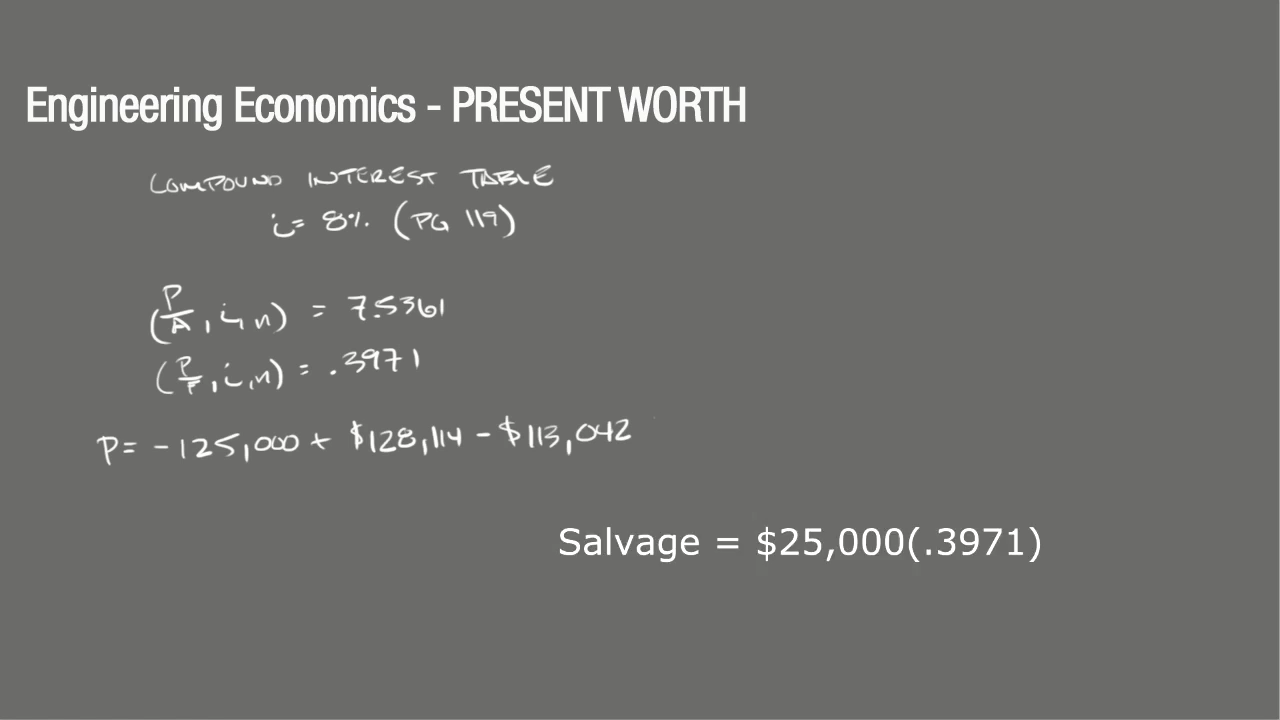 Engineering Economics - PRESENT WORTH
COMPOUND INTEREST TABLE
i = 8% (PG 119)
(P/A, i, n) = 7.5361
(P/F, i, n) = .3971
P = -125,000 + $128,114 - $113,042
Salvage = $25,000(.3971)